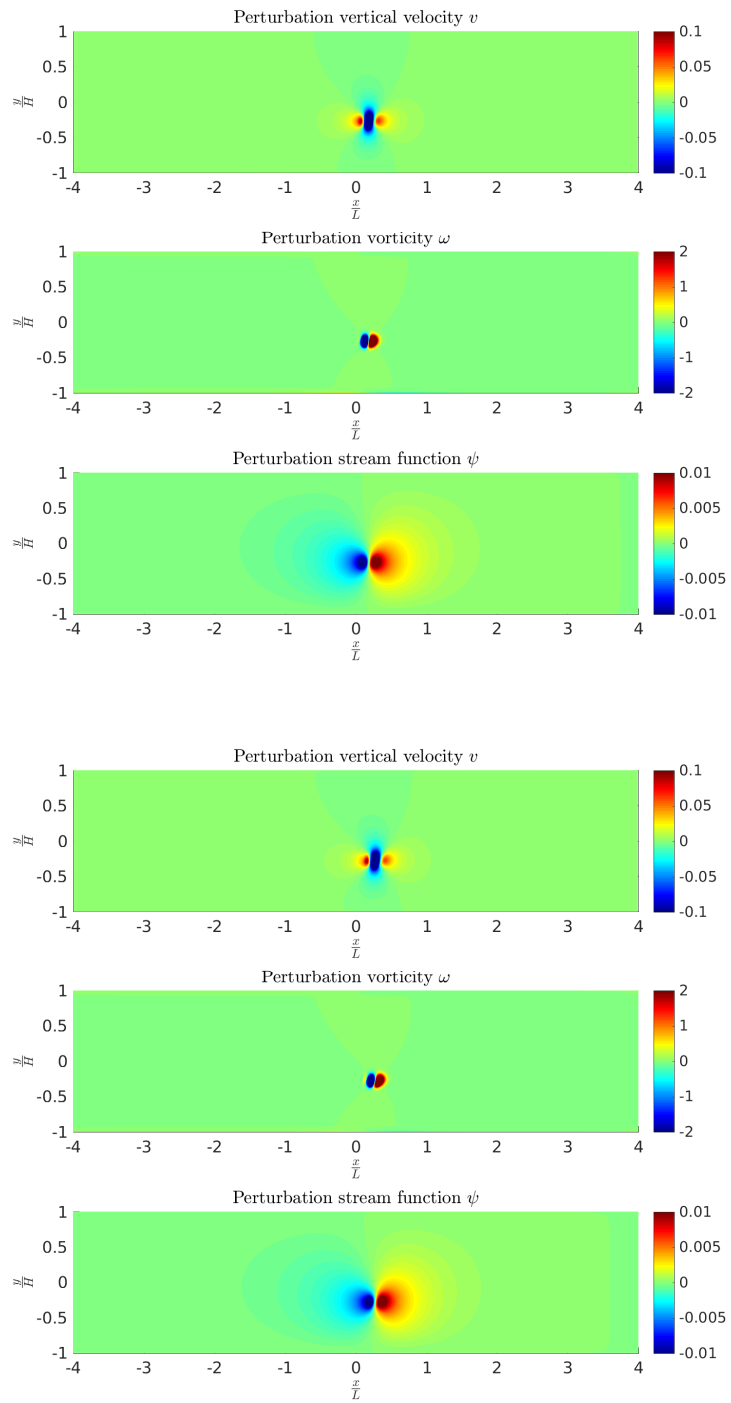 Perturbation vertical velocity v
1
0.5
0
-0.5
-1
y/H
-4 -3 -2 -1 0 1 2 3 4
x/L
0.1
0.05
0
-0.05
-0.1
Perturbation vorticity ω
1
0.5
0
-0.5
-1
y/H
-4 -3 -2 -1 0 1 2 3 4
x/L
2
1
0
-1
-2
Perturbation stream function ψ
1
0.5
0
-0.5
-1
y/H
-4 -3 -2 -1 0 1 2 3 4
x/L
0.01
0.005
0
-0.005
-0.01
Perturbation vertical velocity v
1
0.5
0
-0.5
-1
y/H
-4 -3 -2 -1 0 1 2 3 4
x/L
0.1
0.05
0
-0.05
-0.1
Perturbation vorticity ω
1
0.5
0
-0.5
-1
y/H
-4 -3 -2 -1 0 1 2 3 4
x/L
2
1
0
-1
-2
Perturbation stream function ψ
1
0.5
0
-0.5
-1
y/H
-4 -3 -2 -1 0 1 2 3 4
x/L
0.01
0.005
0
-0.005
-0.01